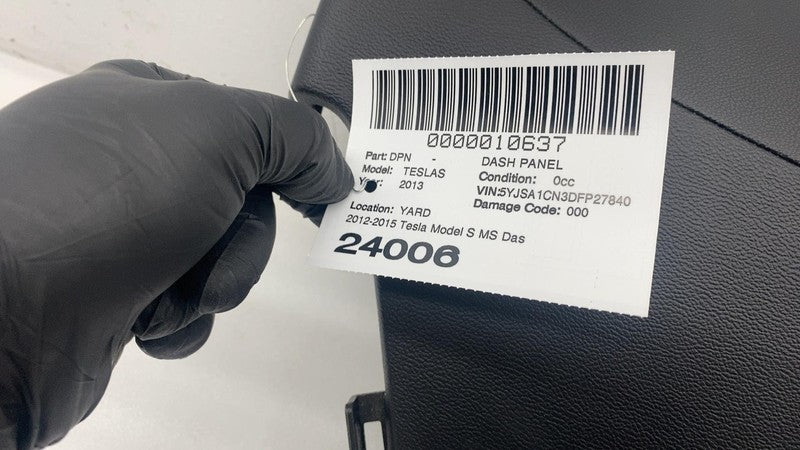 0000010637
Part: DPN - DASH PANEL
Model: TESLAS Condition: 0cc
Year: 2013 VIN:5YJSA1CN3DFP27840
Damage Code: 000
Location: YARD
2012-2015 Tesla Model S MS Das
24006